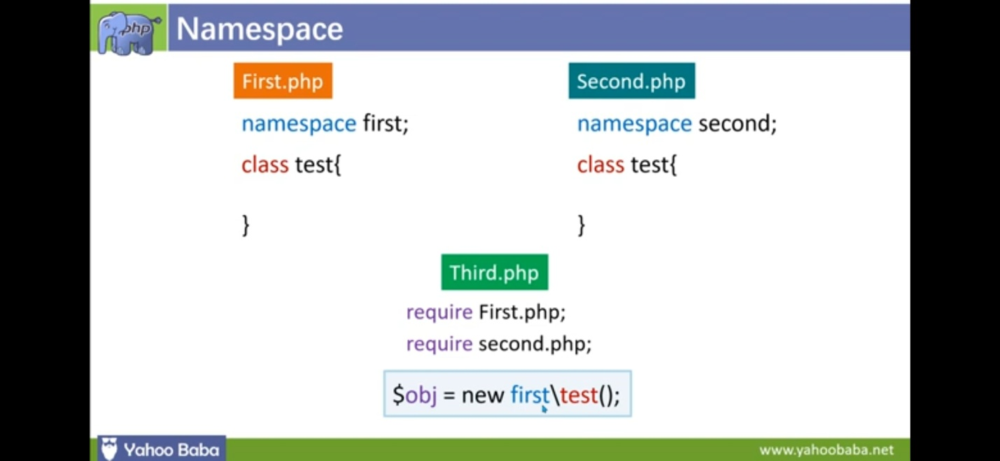 php
Namespace
First.php
namespace first;
class test{
}
Second.php
namespace second;
class test{
}
Third.php
require First.php;
require second.php;
$obj = new first\test();
Yahoo Baba
www.yahoobaba.net